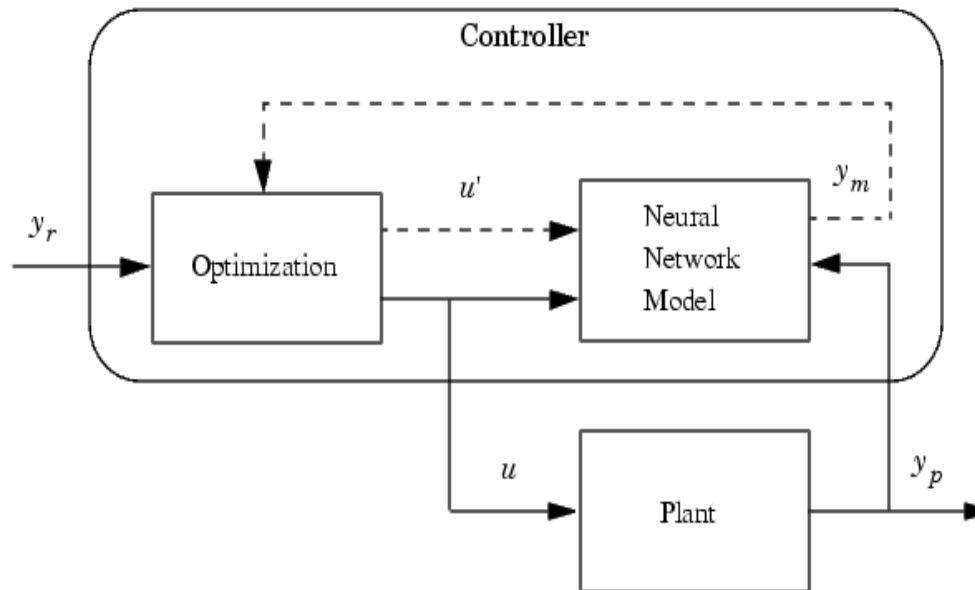 Controller
y_m
u'
y_r
Neural
Network
Model
Optimization
u
y_p
Plant